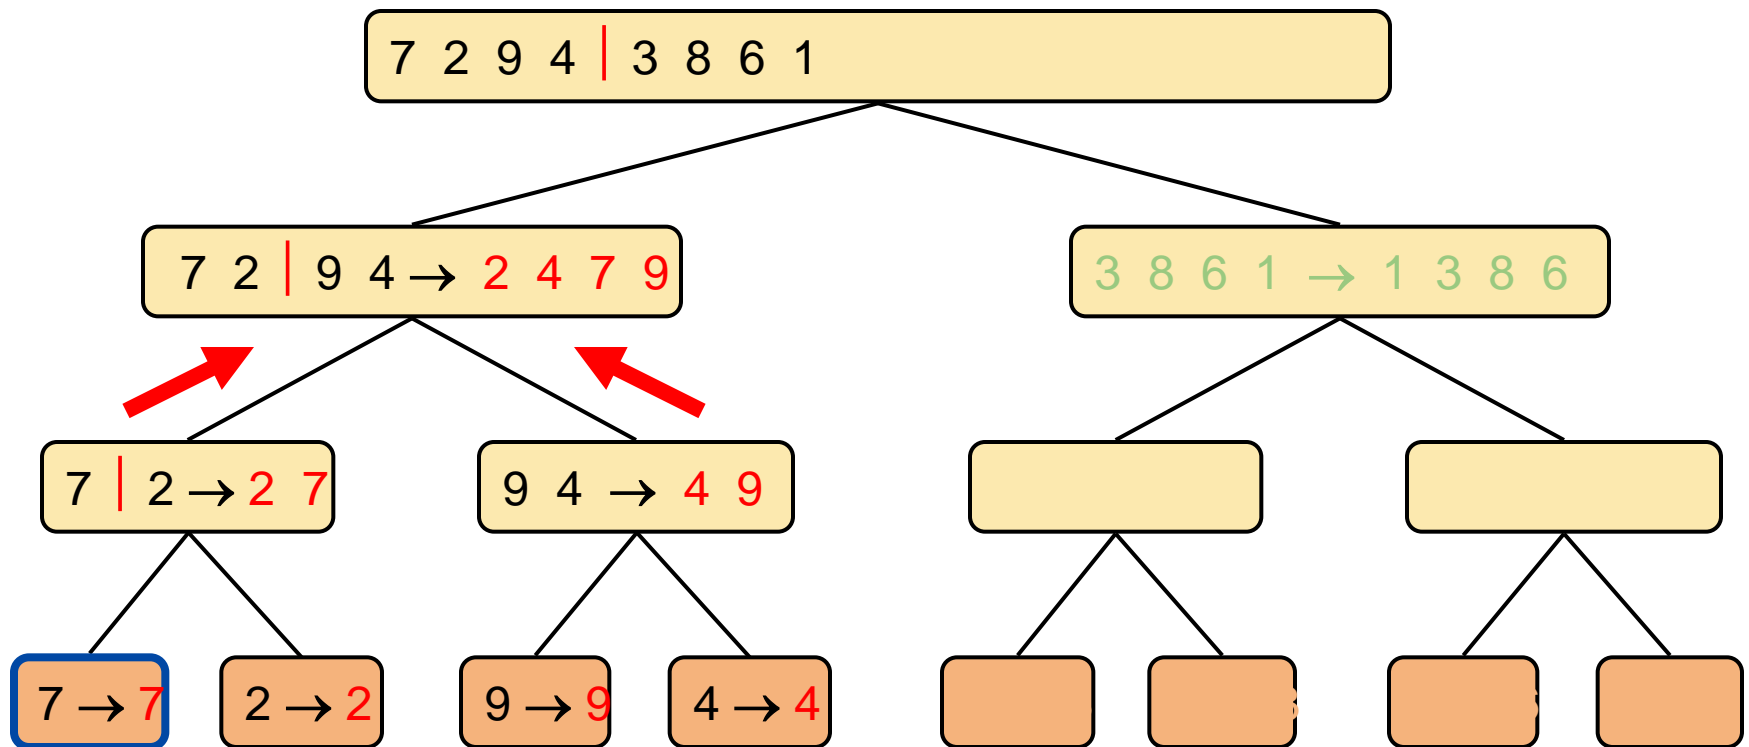 7 2 9 4 | 3 8 6 1
7 2 | 9 4 → 2 4 7 9
3 8 6 1 → 1 3 8 6
7 | 2 → 2 7
9 4 → 4 9
7 → 7
2 → 2
9 → 9
4 → 4